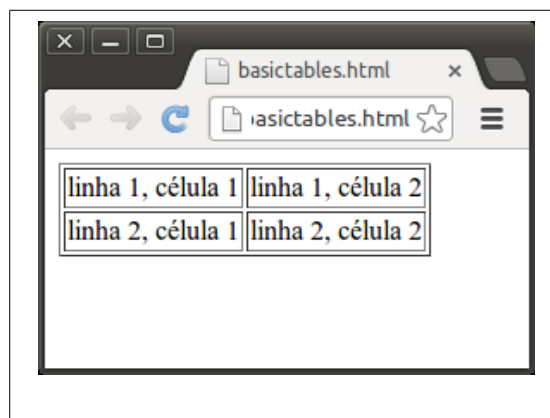 basictables.html
asictables.html
linha 1, célula 1 linha 1, célula 2
linha 2, célula 1 linha 2, célula 2